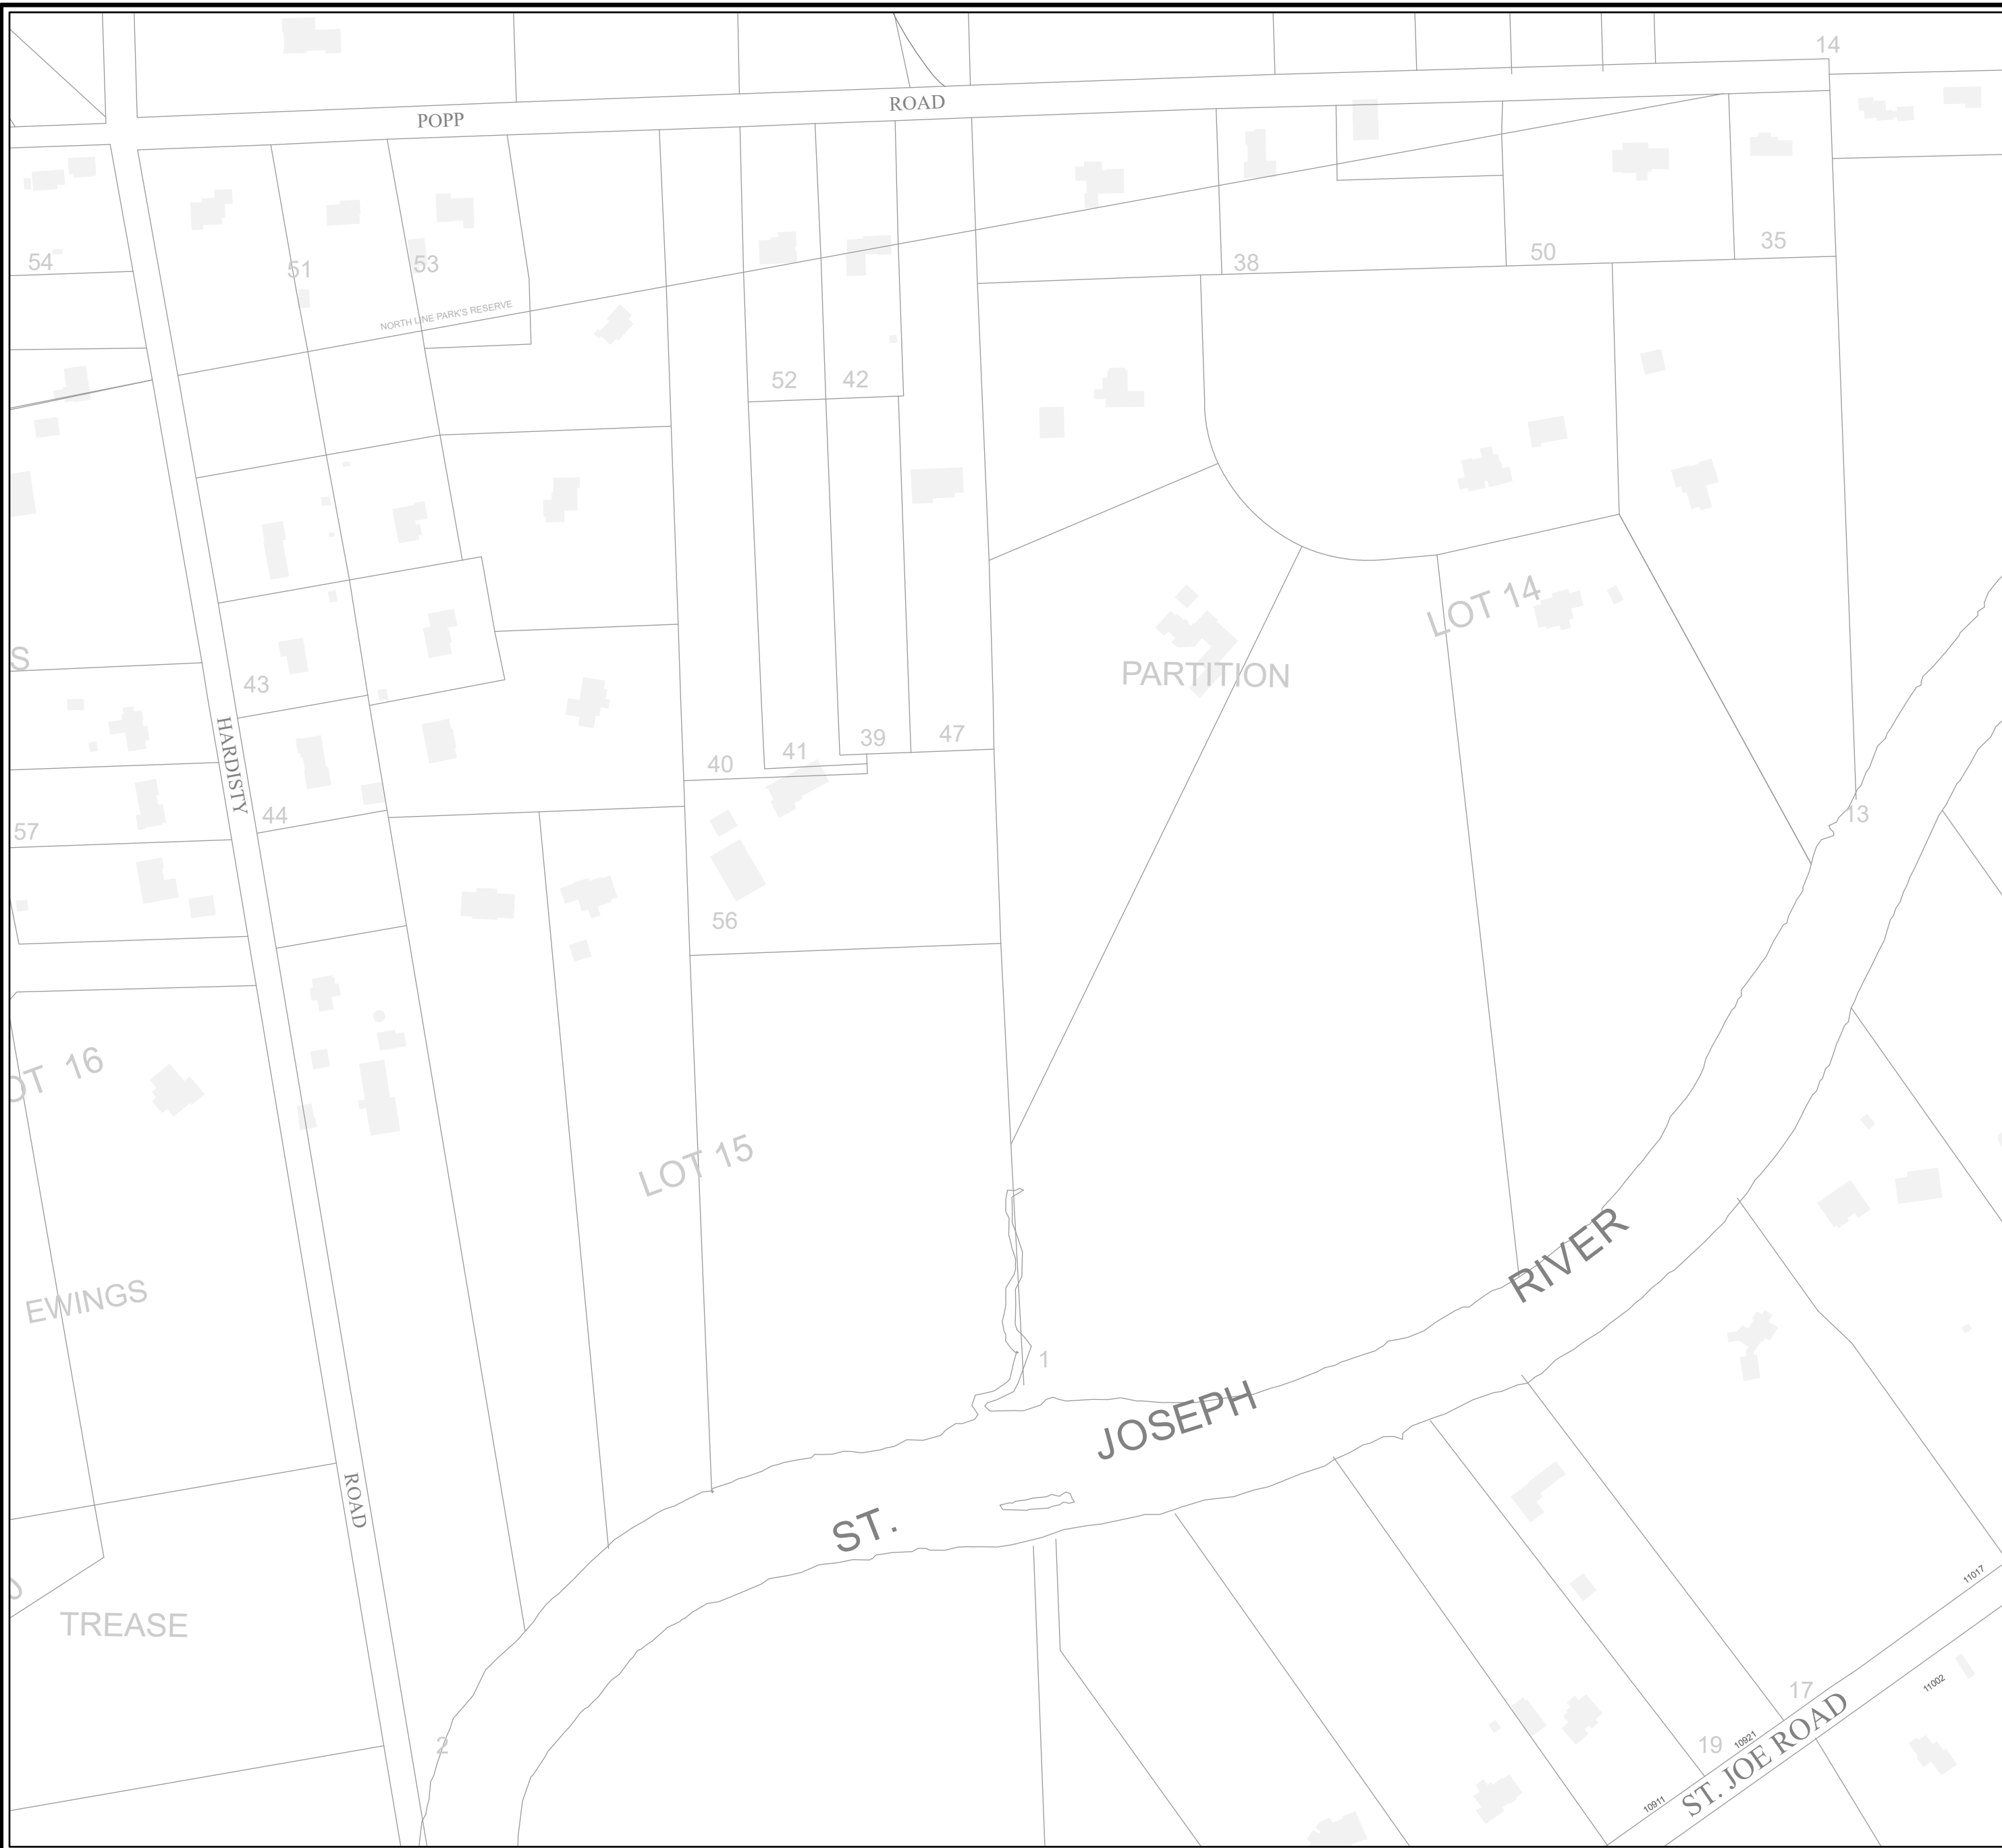 14
POPP ROAD
54
51
53
38
50
35
NORTH LINE PARK'S RESERVE
52
42
LOT 14
S
PARTITION
43
HARDISTY ROAD
40
41
39
47
44
57
13
56
LOT 16
LOT 15
EWINGS
1
ST. JOSEPH RIVER
TREASE
2
11017
11002
17
19
10921
10911
ST. JOE ROAD